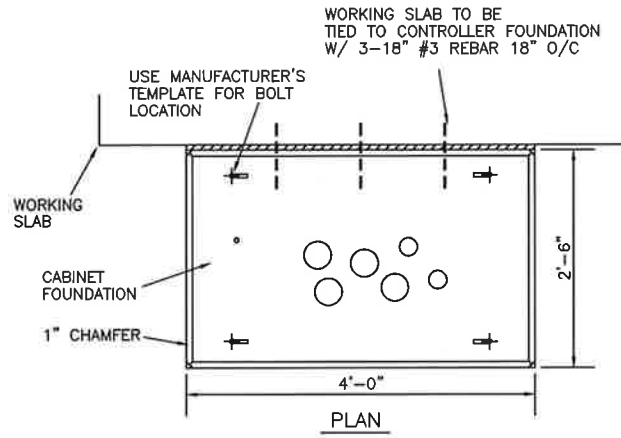 WORKING SLAB TO BE
TIED TO CONTROLLER FOUNDATION
W/ 3-18" #3 REBAR 18" O/C
USE MANUFACTURER'S
TEMPLATE FOR BOLT
LOCATION
WORKING
SLAB
CABINET
FOUNDATION
1" CHAMFER
2'-6"
4'-0"
PLAN